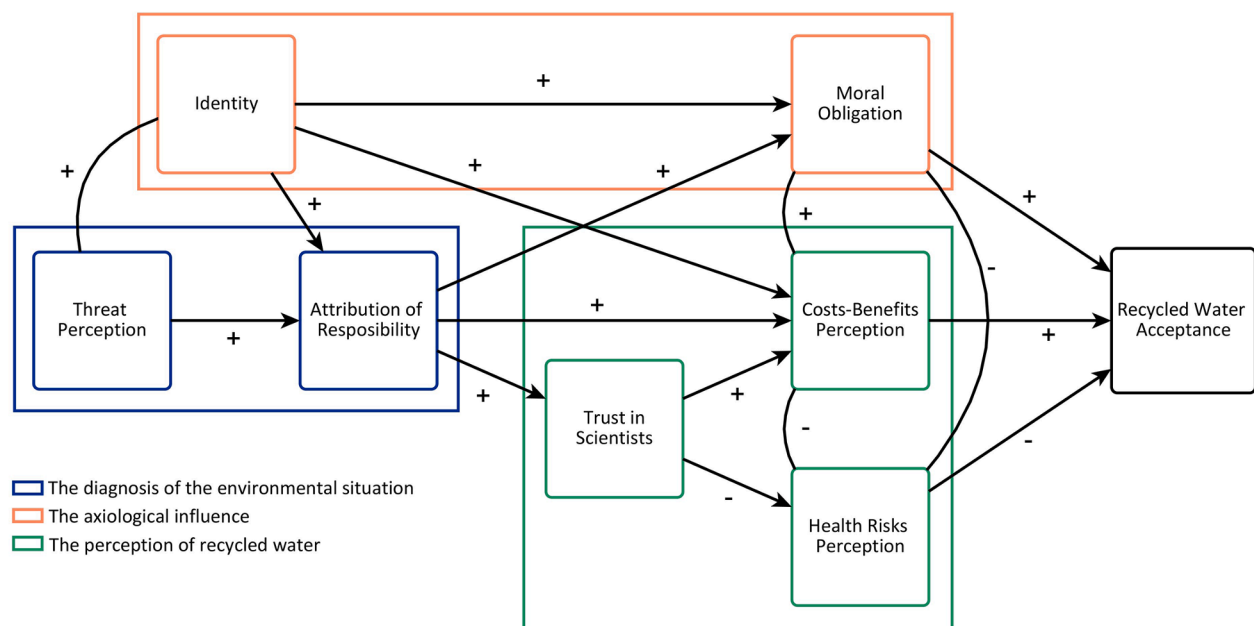 Identity
+
Moral
Obligation
+
+
+
+
+
+
-
Threat
Perception
+
Attribution of
Resposibility
+
Costs-Benefits
Perception
+
Recycled Water
Acceptance
+
Trust in
Scientists
+
-
-
-
Health Risks
Perception
The diagnosis of the environmental situation
The axiological influence
The perception of recycled water